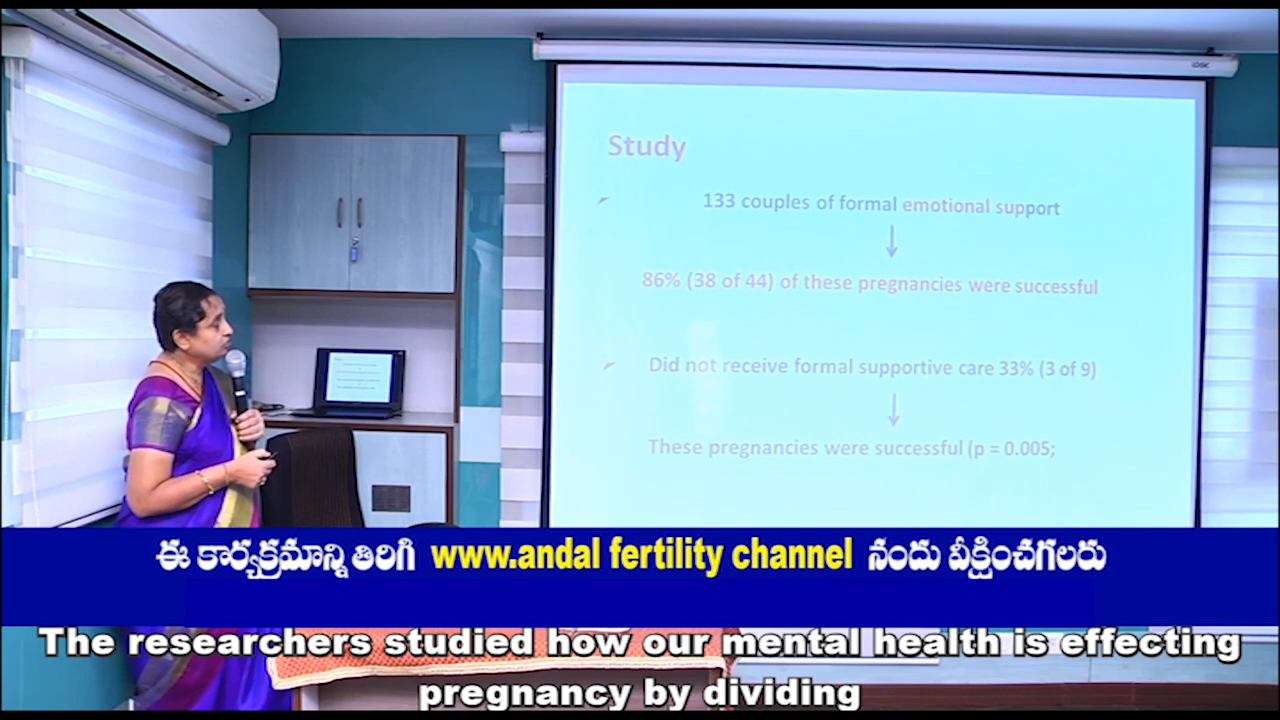 Study
133 couples of formal emotional support
86% (38 of 44) of these pregnancies were successful
Did not receive formal supportive care 33% (3 of 9)
These pregnancies were successful (p = 0.005;
ఈ కార్యక్రమాన్ని తిరిగి www.andal fertility channel నందు వీక్షించగలరు
The researchers studied how our mental health is effecting
pregnancy by dividing